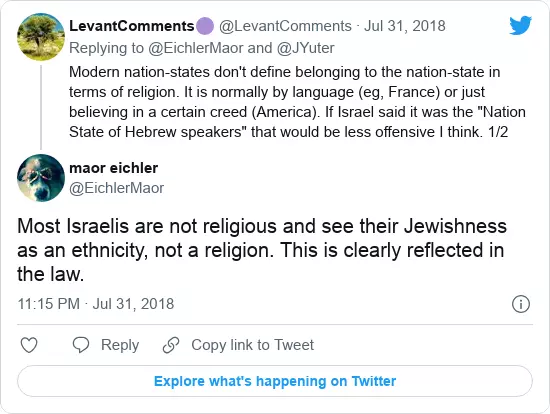 LevantComments🟣 @LevantComments · Jul 31, 2018
Replying to @EichlerMaor and @JYuter
Modern nation-states don't define belonging to the nation-state in
terms of religion. It is normally by language (eg, France) or just
believing in a certain creed (America). If Israel said it was the "Nation
State of Hebrew speakers" that would be less offensive I think. 1/2
maor eichler
@EichlerMaor
Most Israelis are not religious and see their Jewishness
as an ethnicity, not a religion. This is clearly reflected in
the law.
11:15 PM · Jul 31, 2018
Reply Copy link to Tweet
Explore what's happening on Twitter